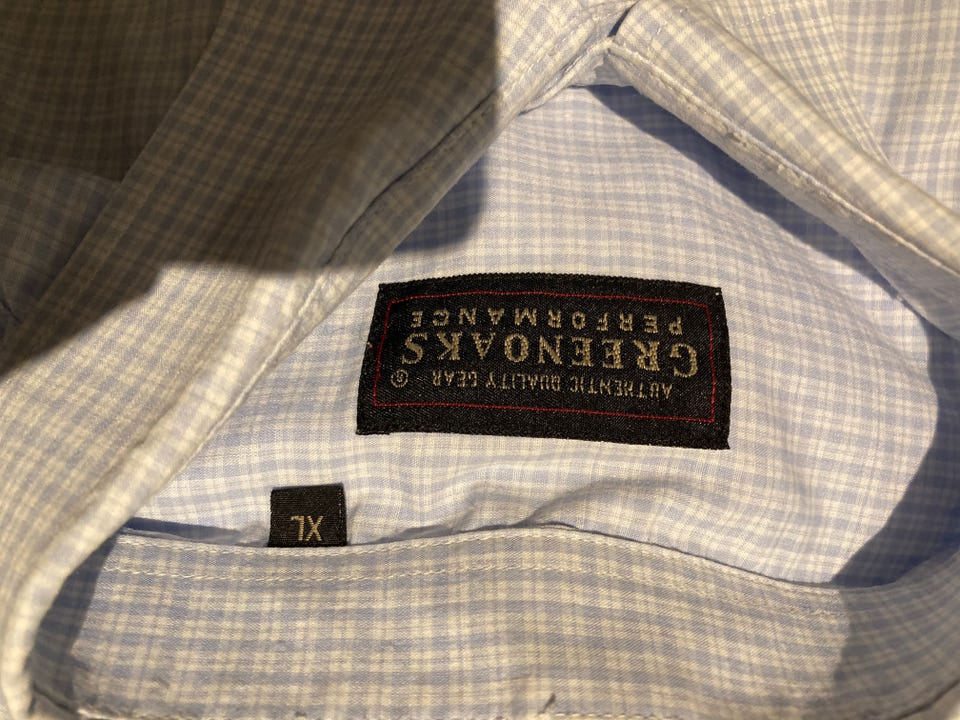 AUTHENTIC QUALITY GEAR ®
GREENOAKS
PERFORMANCE
XL